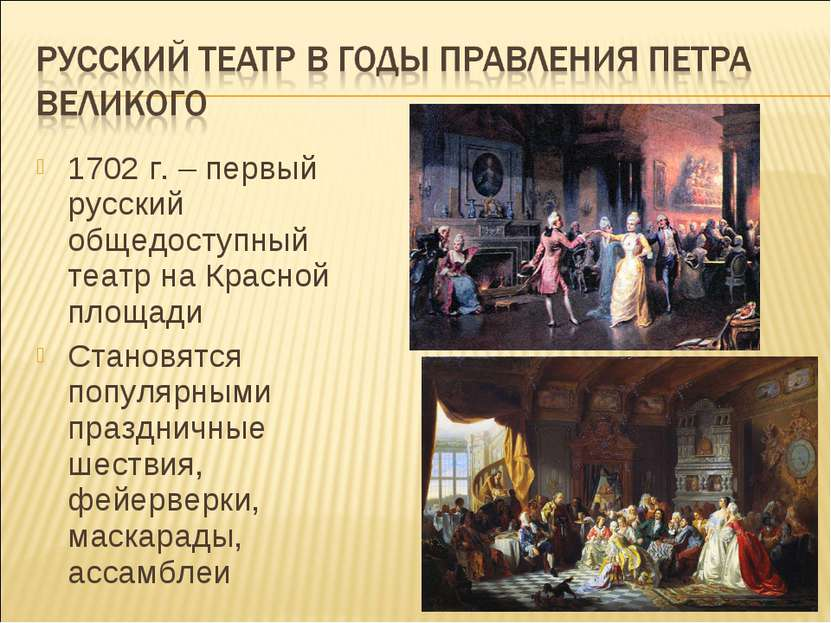 РУССКИЙ ТЕАТР В ГОДЫ ПРАВЛЕНИЯ ПЕТРА
ВЕЛИКОГО
1702 г. – первый
русский
общедоступный
театр на Красной
площади
Становятся
популярными
праздничные
шествия,
фейерверки,
маскарады,
ассамблеи